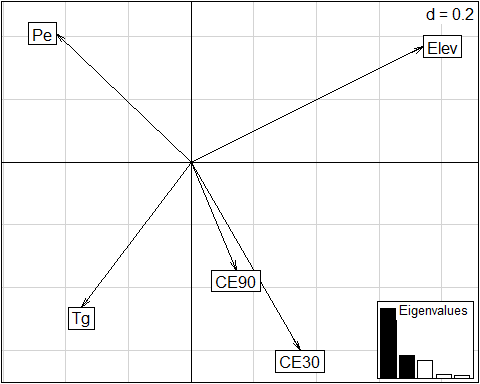 d = 0.2
Pe
Elev
CE90
Tg
CE30
Eigenvalues